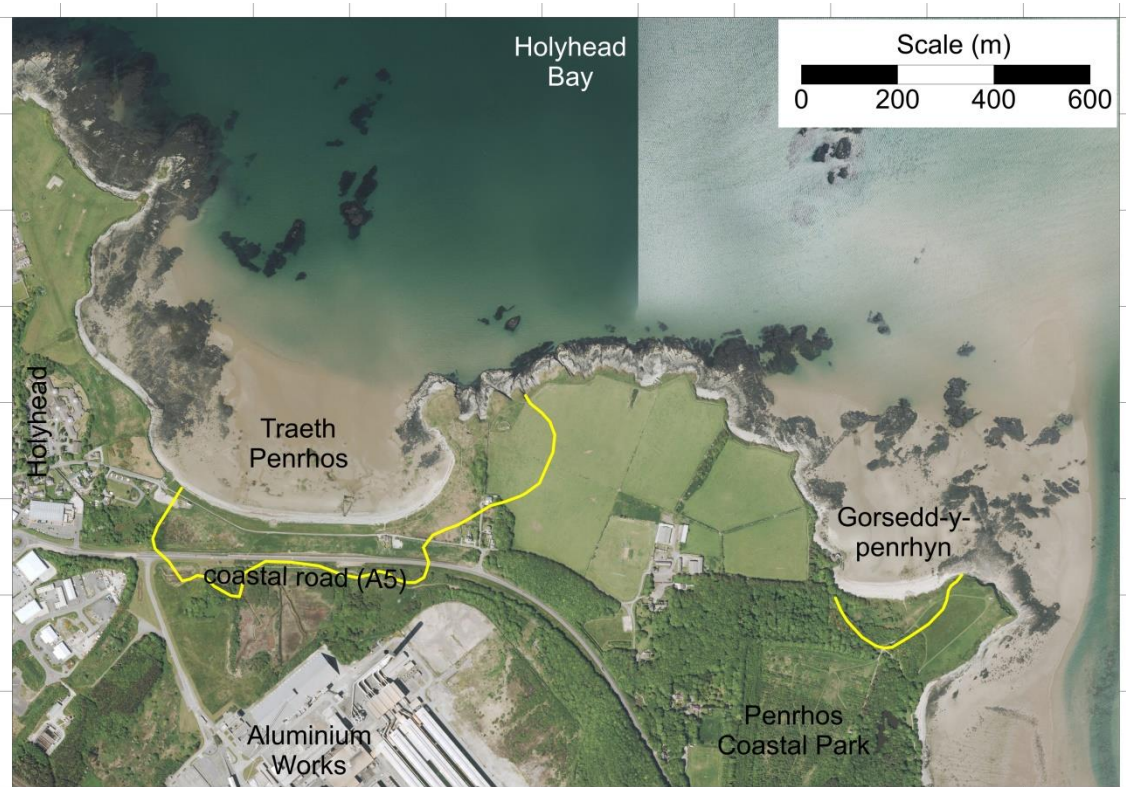 Holyhead
Bay
Scale (m)
0 200 400 600
Holyhead
Traeth
Penrhos
Gorsedd-y-
penrhyn
coastal road (A5)
Penrhos
Coastal Park
Aluminium
Works